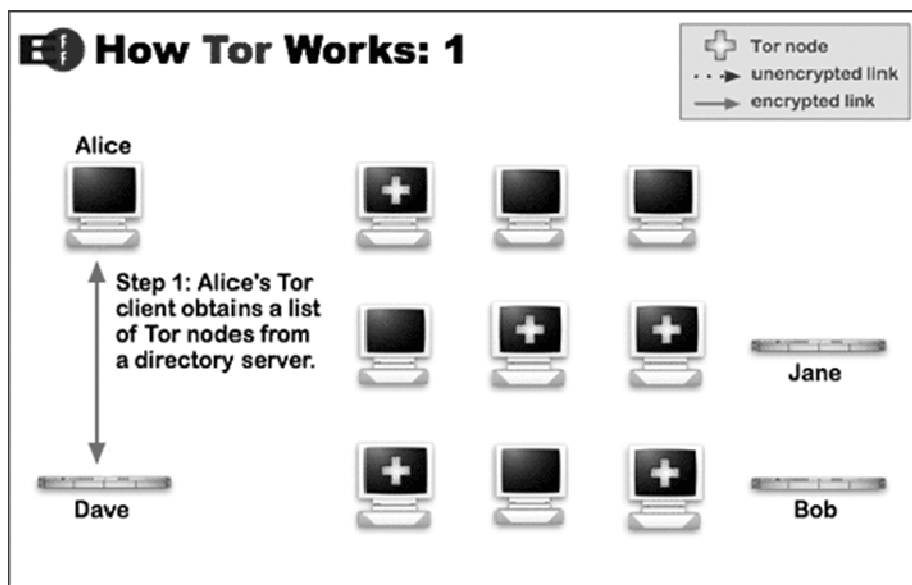 EFF How Tor Works: 1
Tor node
unencrypted link
encrypted link
Alice
Step 1: Alice's Tor
client obtains a list
of Tor nodes from
a directory server.
Jane
Dave
Bob